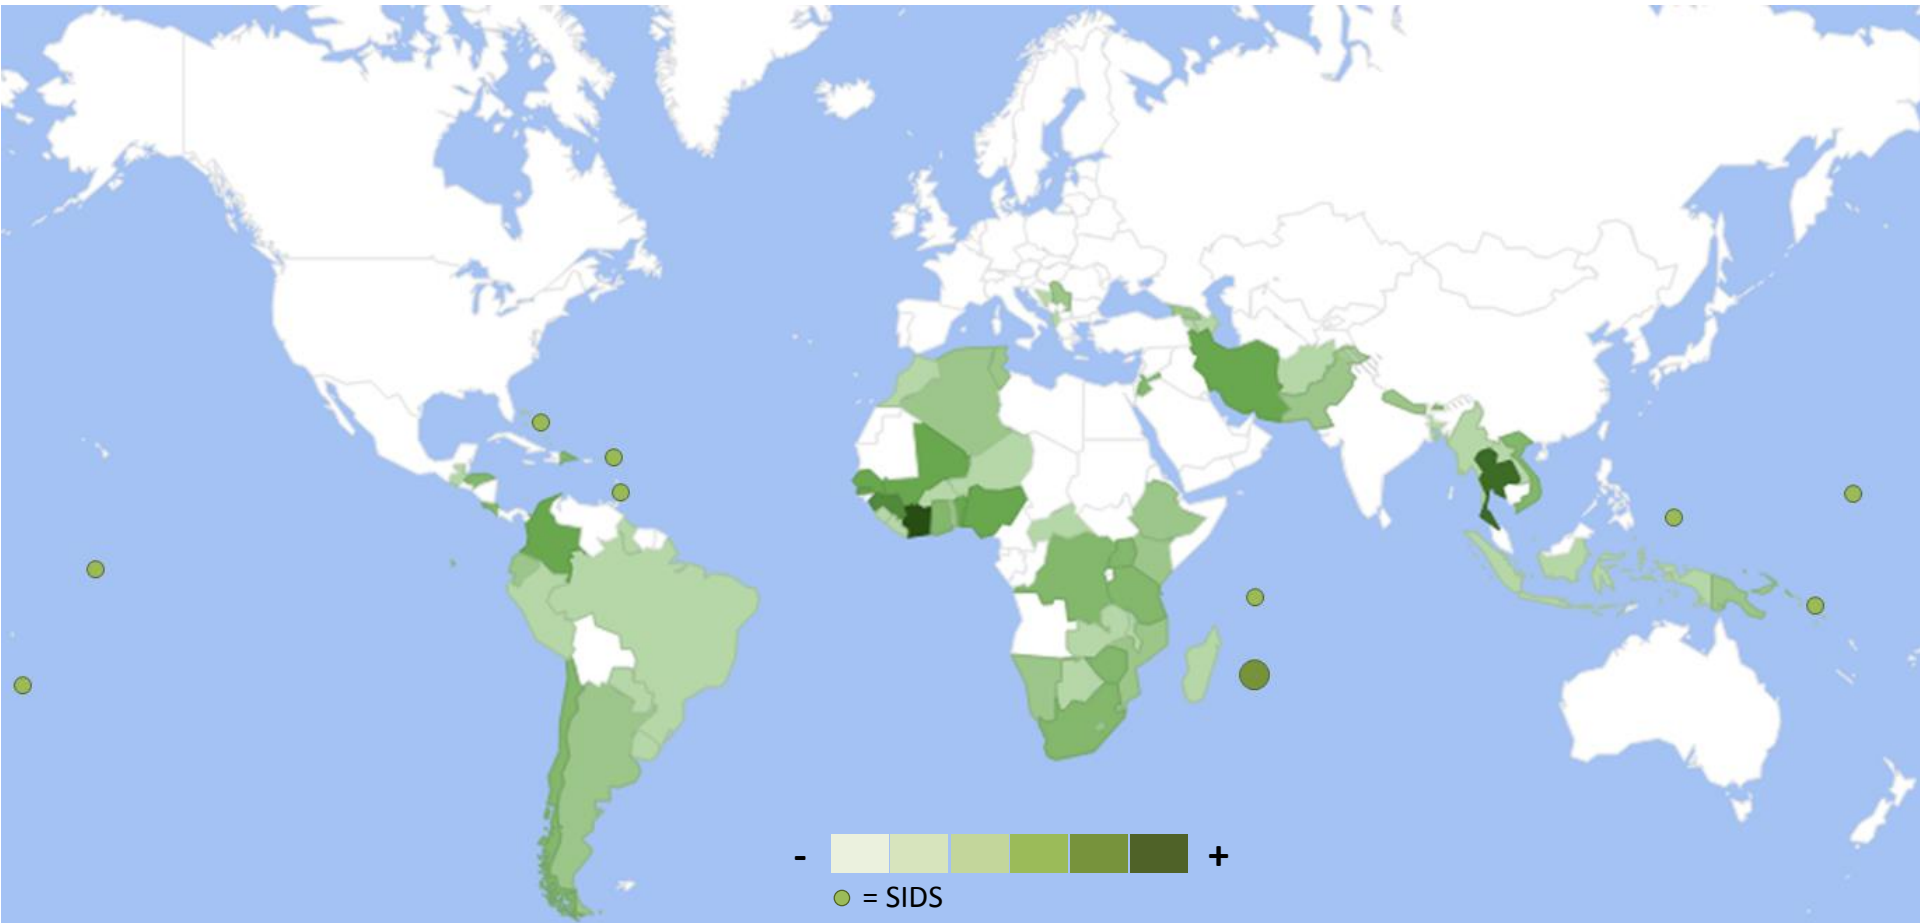 - +
= SIDS